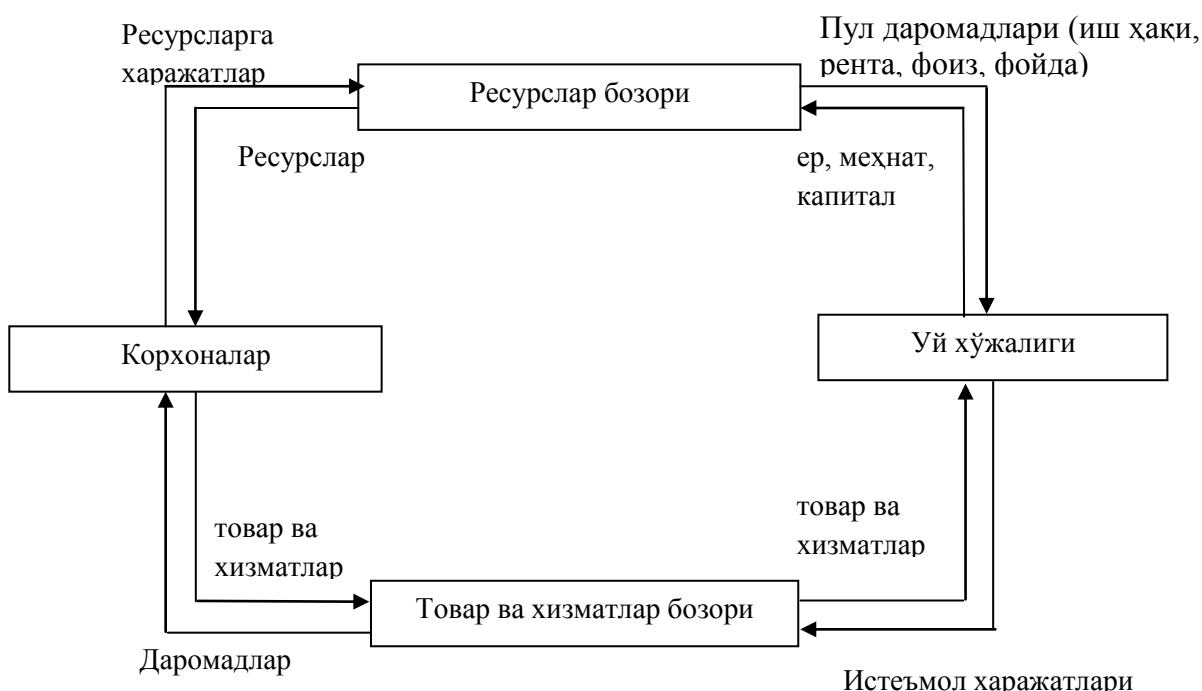 Ресурсларга
харажатлар
Пул даромадлари (иш ҳақи,
рента, фоиз, фойда)
Ресурслар бозори
Ресурслар
ер, меҳнат,
капитал
Корхоналар
Уй хўжалиги
товар ва
хизматлар
товар ва
хизматлар
Товар ва хизматлар бозори
Даромадлар
Истеъмол харажатлари